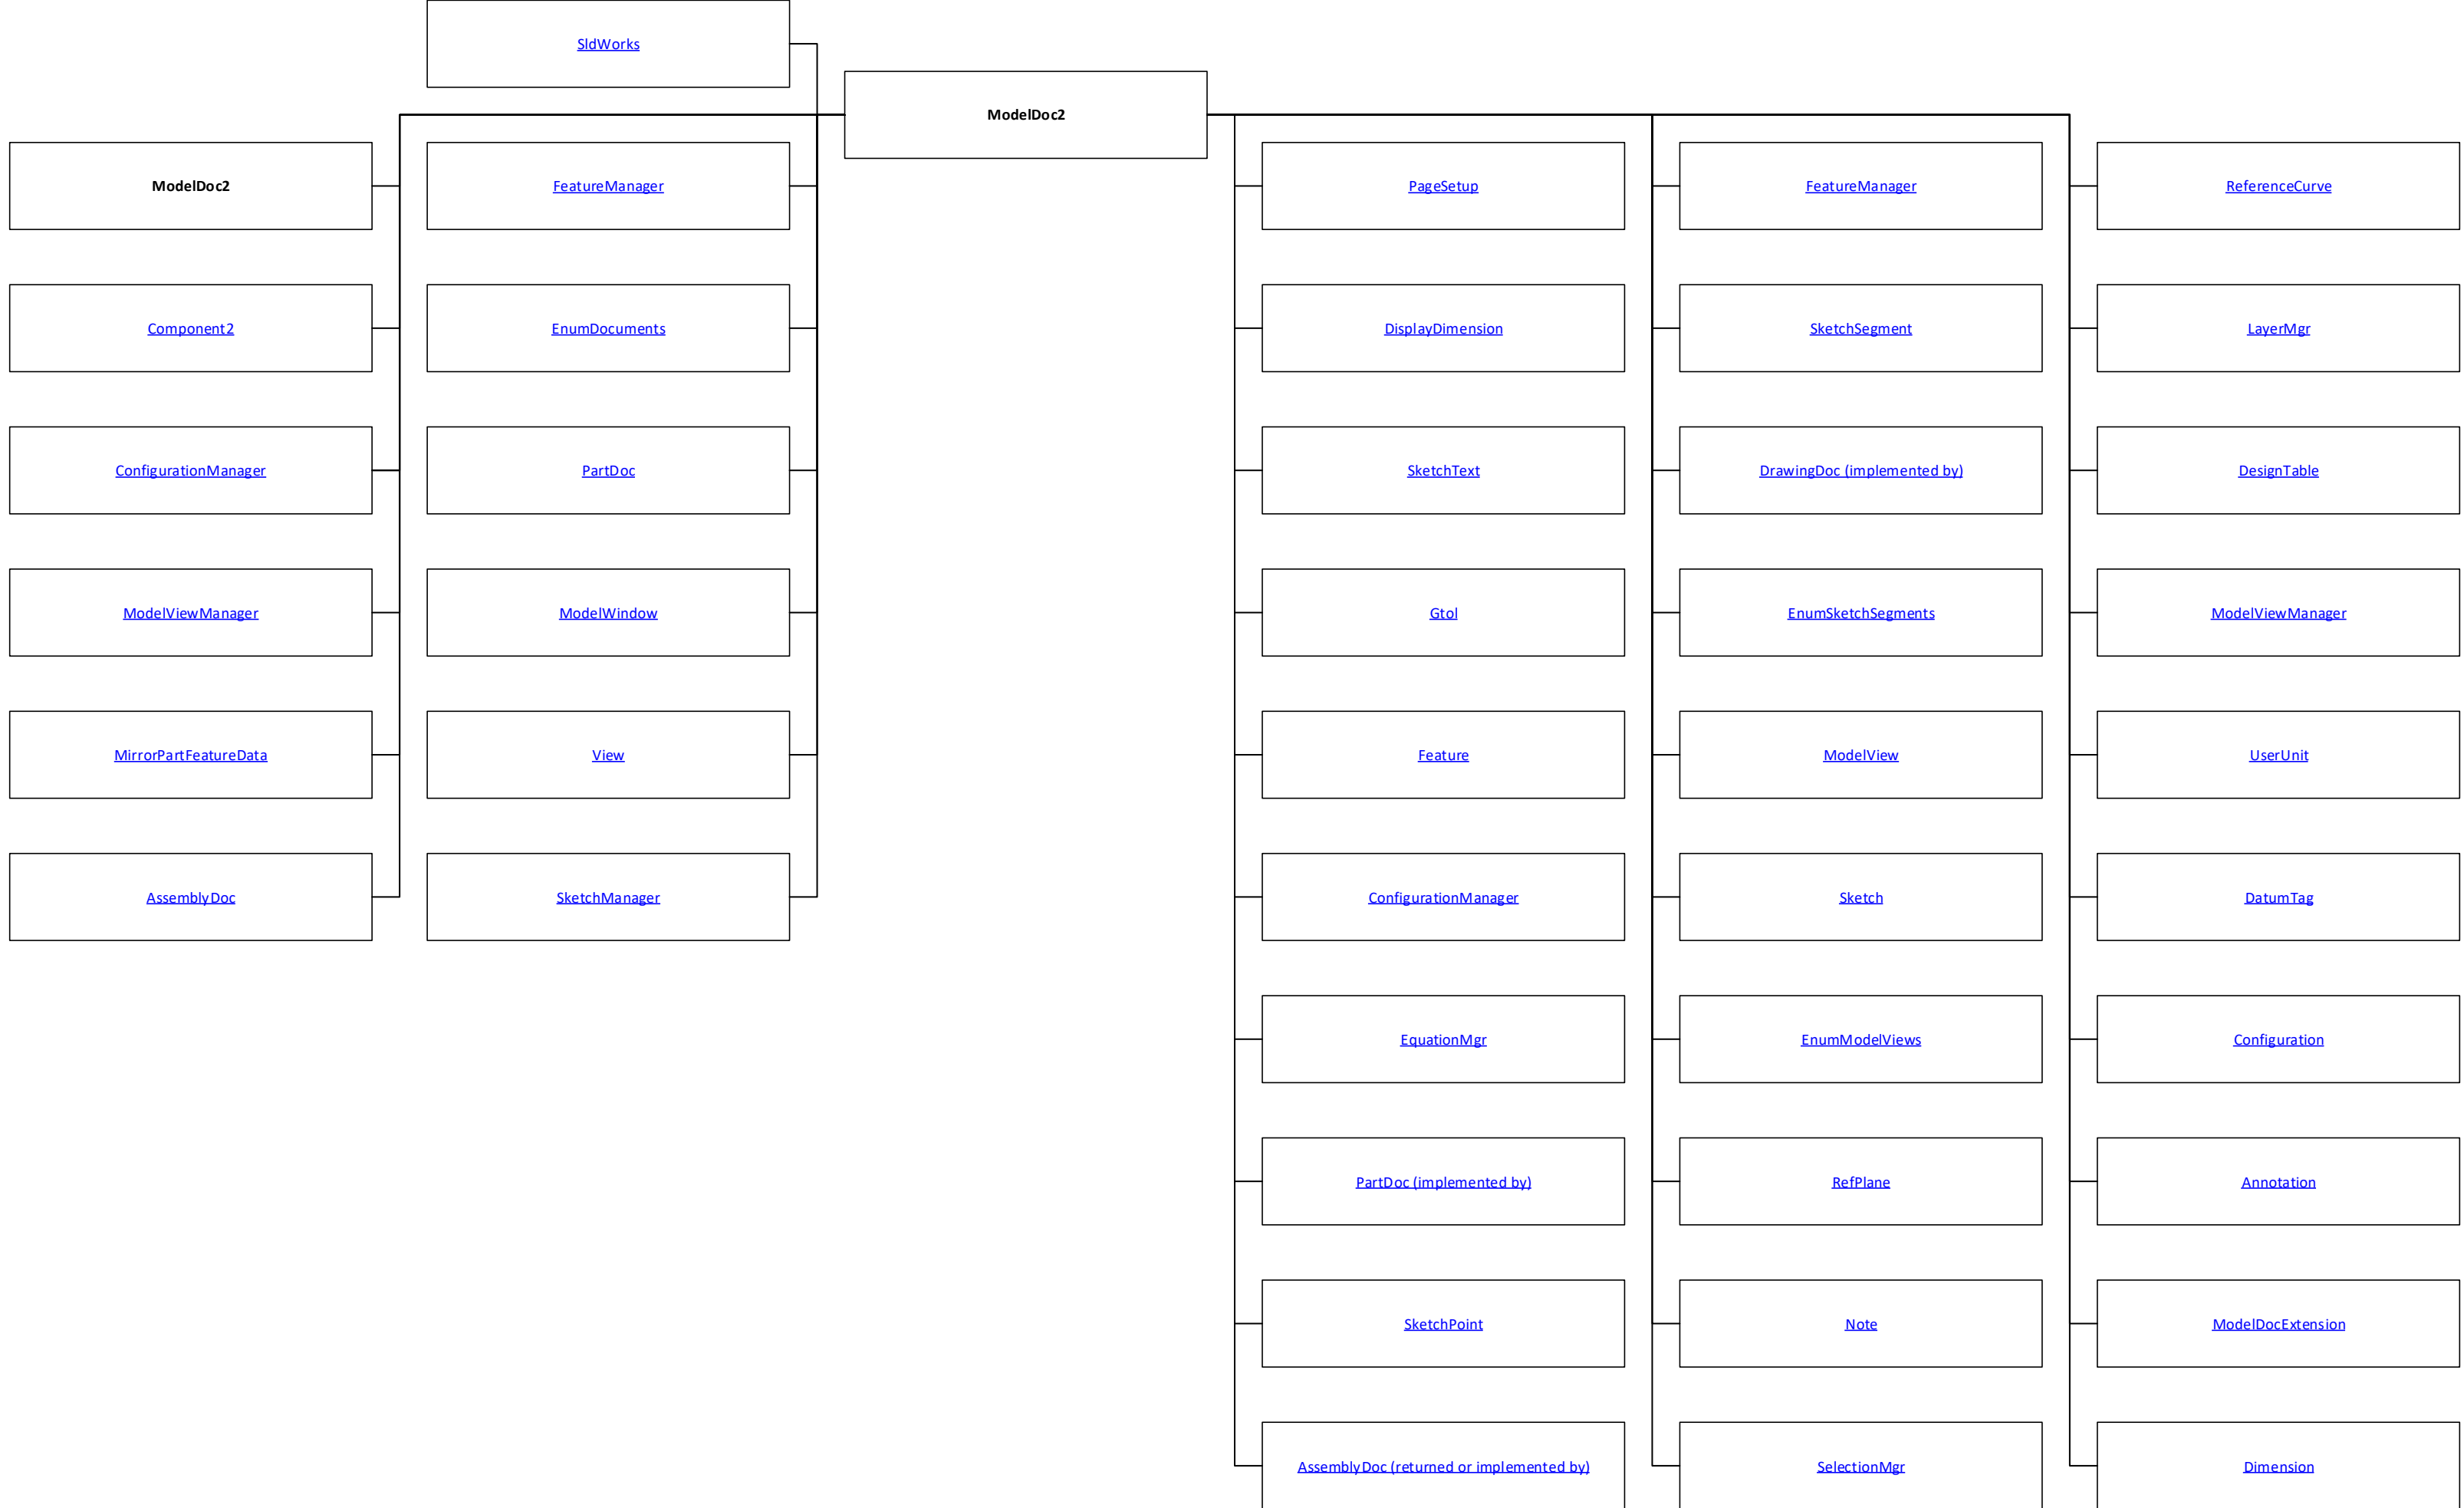 SldWorks
ModelDoc2
ModelDoc2
FeatureManager
PageSetup
FeatureManager
ReferenceCurve
Component2
EnumDocuments
DisplayDimension
SketchSegment
LayerMgr
ConfigurationManager
PartDoc
SketchText
DrawingDoc (implemented by)
DesignTable
ModelViewManager
ModelWindow
Gtol
EnumSketchSegments
ModelViewManager
MirrorPartFeatureData
View
Feature
ModelView
UserUnit
AssemblyDoc
SketchManager
ConfigurationManager
Sketch
DatumTag
EquationMgr
EnumModelViews
Configuration
PartDoc (implemented by)
RefPlane
Annotation
SketchPoint
Note
ModelDocExtension
AssemblyDoc (returned or implemented by)
SelectionMgr
Dimension